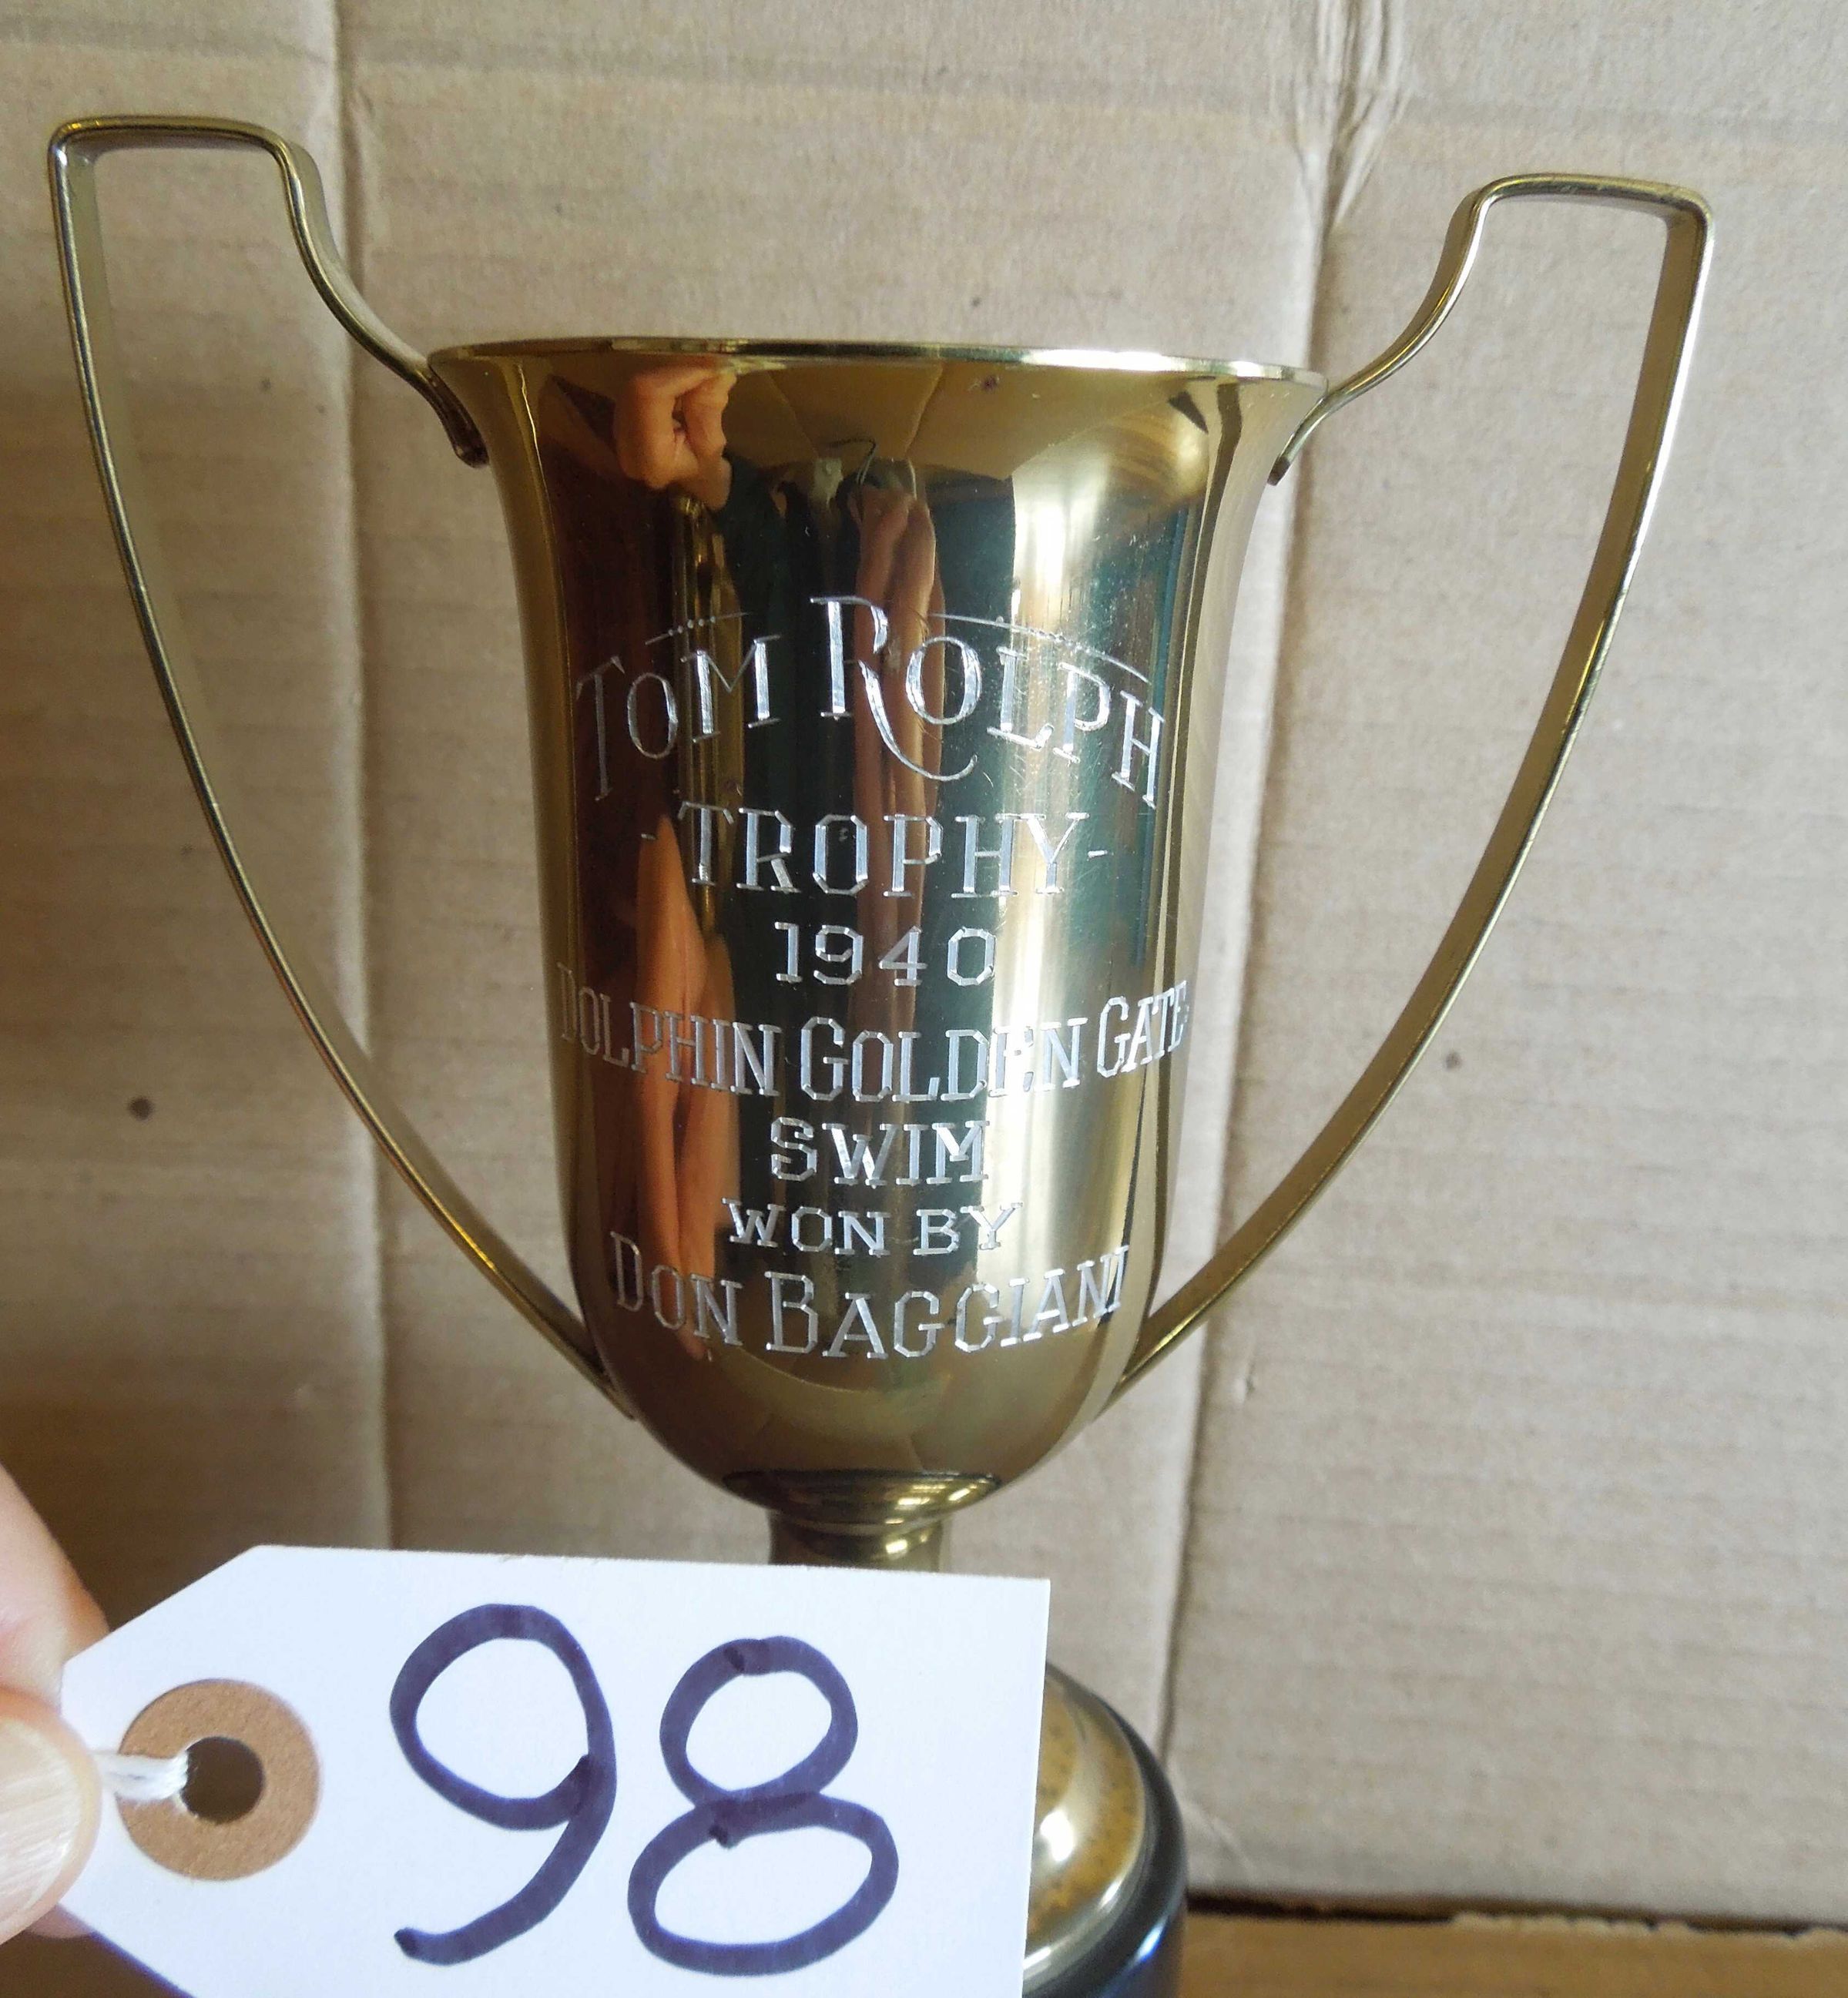 TOM ROLPH
-TROPHY-
1940
DOLPHIN GOLDEN GATE
SWIM
WON BY
DON BAGGIANI
98